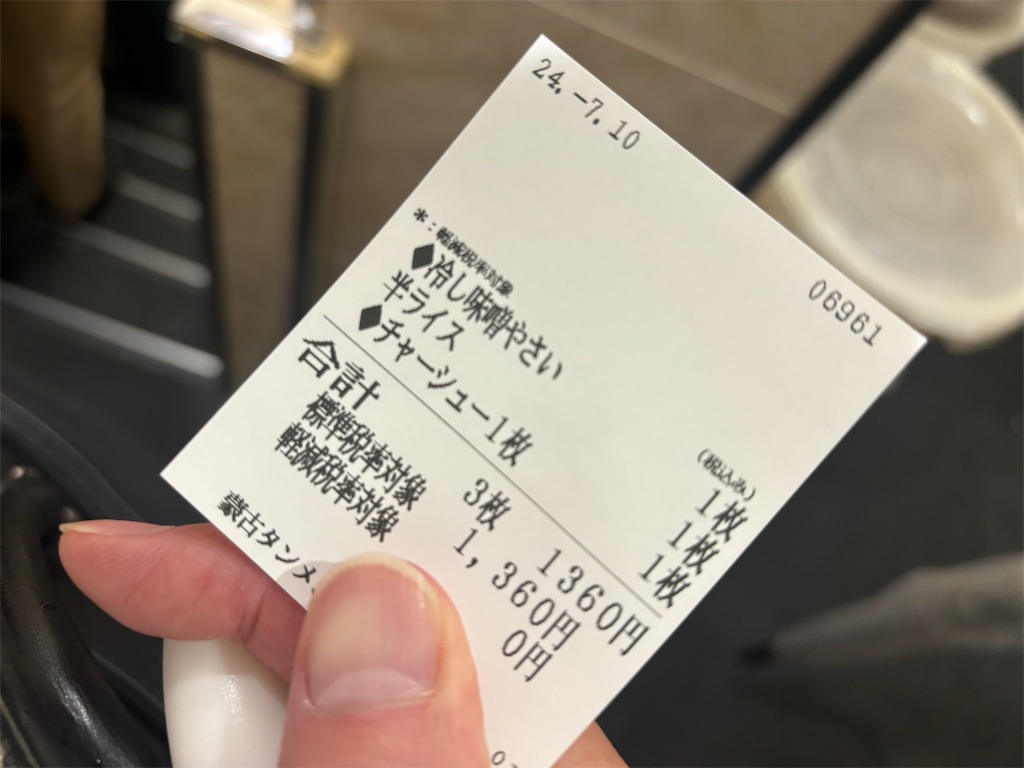 24.-7.10
06961
*:軽減税率対象
(税込み)
◆冷し味噌やさい 1枚
半ライス 1枚
◆チャーシュー1枚 1枚
合計 3枚 1360円
標準税率対象 1,360円
軽減税率対象 0円
蒙古タンメ